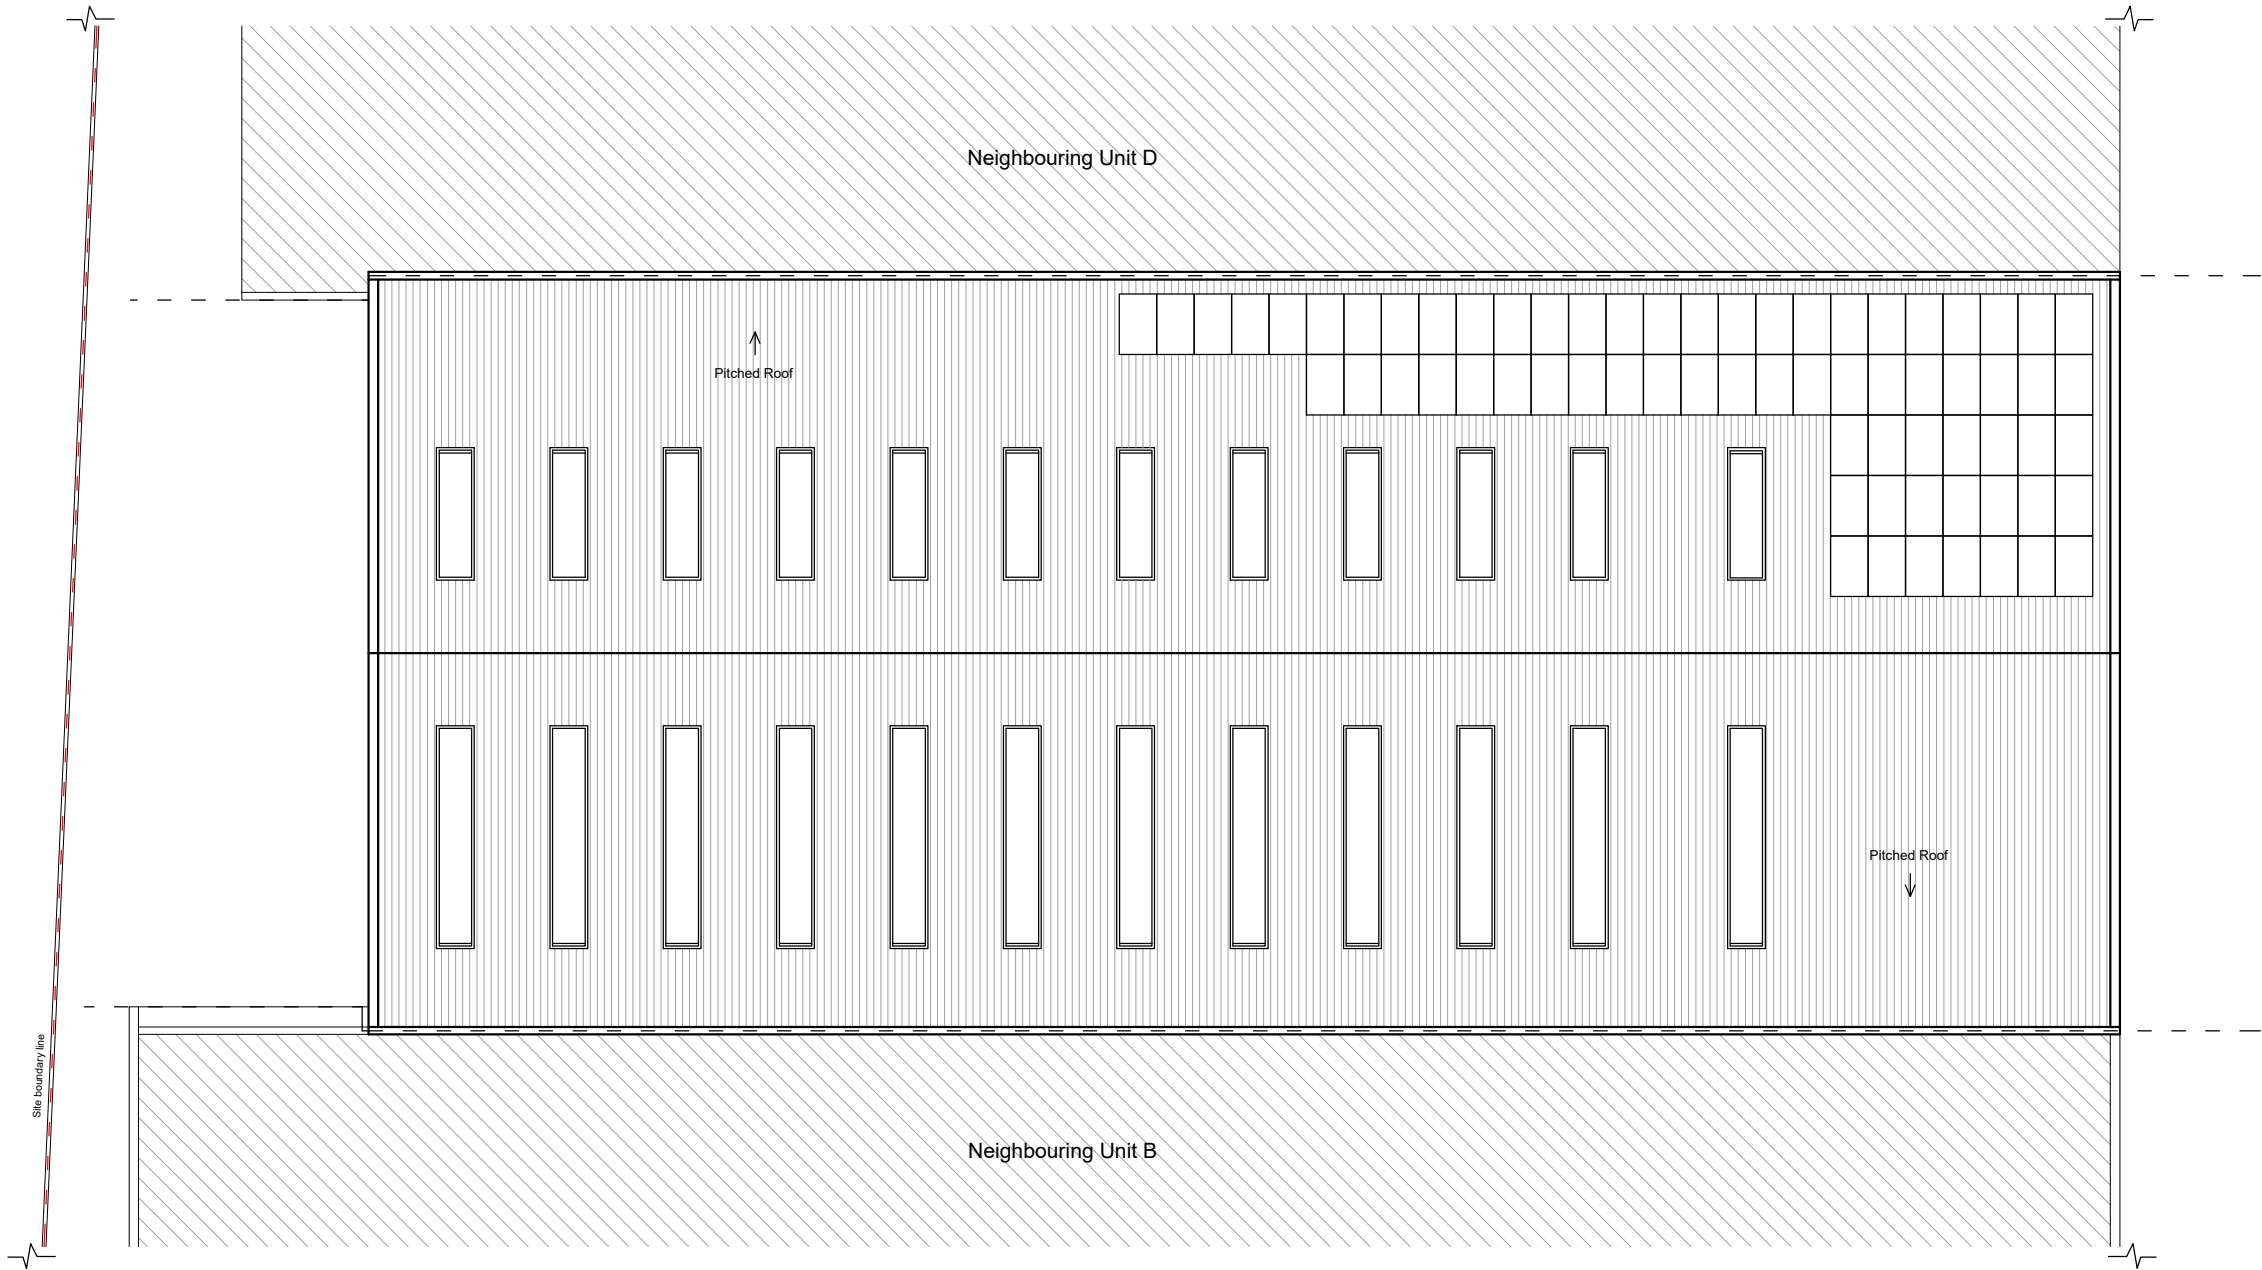 Neighbouring Unit D
Pitched Roof
Pitched Roof
Site boundary line
Neighbouring Unit B